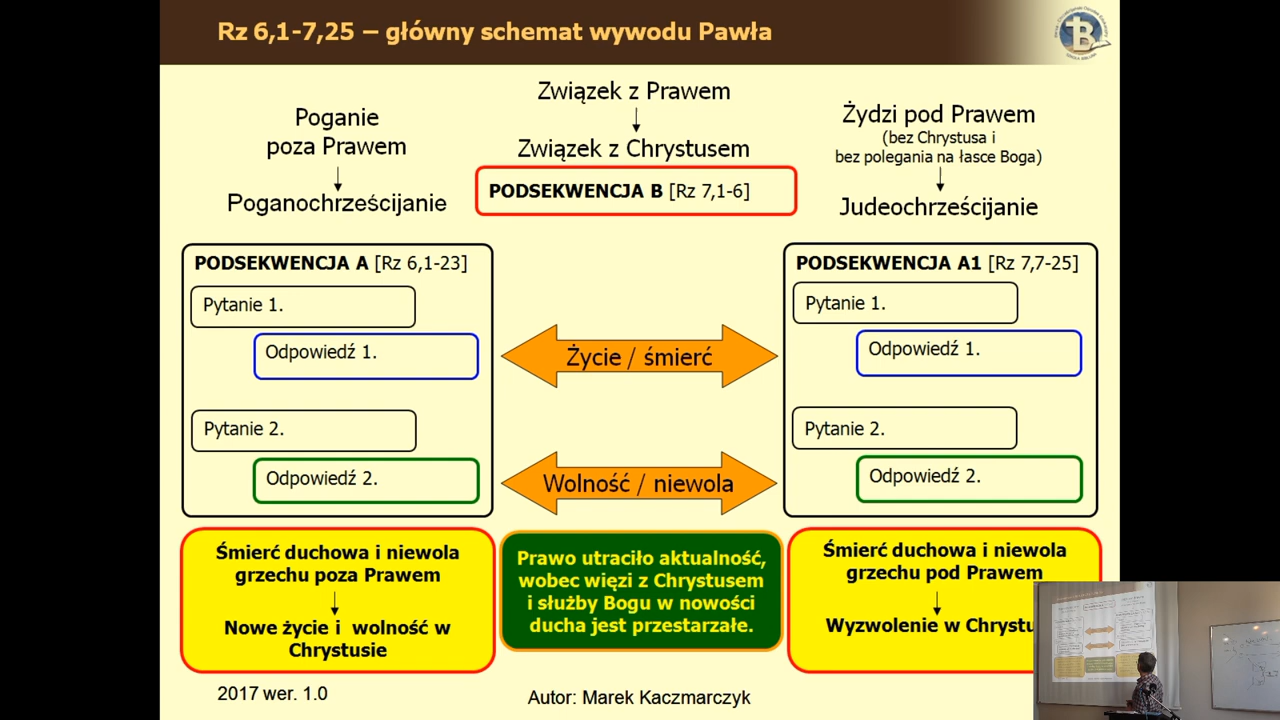 Rz 6,1-7,25 – główny schemat wywodu Pawła
Poganie
poza Prawem
Poganochrześcijanie
Związek z Prawem
Związek z Chrystusem
PODSEKWENCJA B [Rz 7,1-6]
Żydzi pod Prawem
(bez Chrystusa i
bez polegania na łasce Boga)
Judeochrześcijanie
PODSEKWENCJA A [Rz 6,1-23]
Pytanie 1.
Odpowiedź 1.
Pytanie 2.
Odpowiedź 2.
Życie / śmierć
Wolność / niewola
PODSEKWENCJA A1 [Rz 7,7-25]
Pytanie 1.
Odpowiedź 1.
Pytanie 2.
Odpowiedź 2.
Śmierć duchowa i niewola
grzechu poza Prawem
Nowe życie i wolność w
Chrystusie
Prawo utraciło aktualność,
wobec więzi z Chrystusem
i służby Bogu w nowości
ducha jest przestarzałe.
Śmierć duchowa i niewola
grzechu pod Prawem
Wyzwolenie w Chrystu
2017 wer. 1.0
Autor: Marek Kaczmarczyk